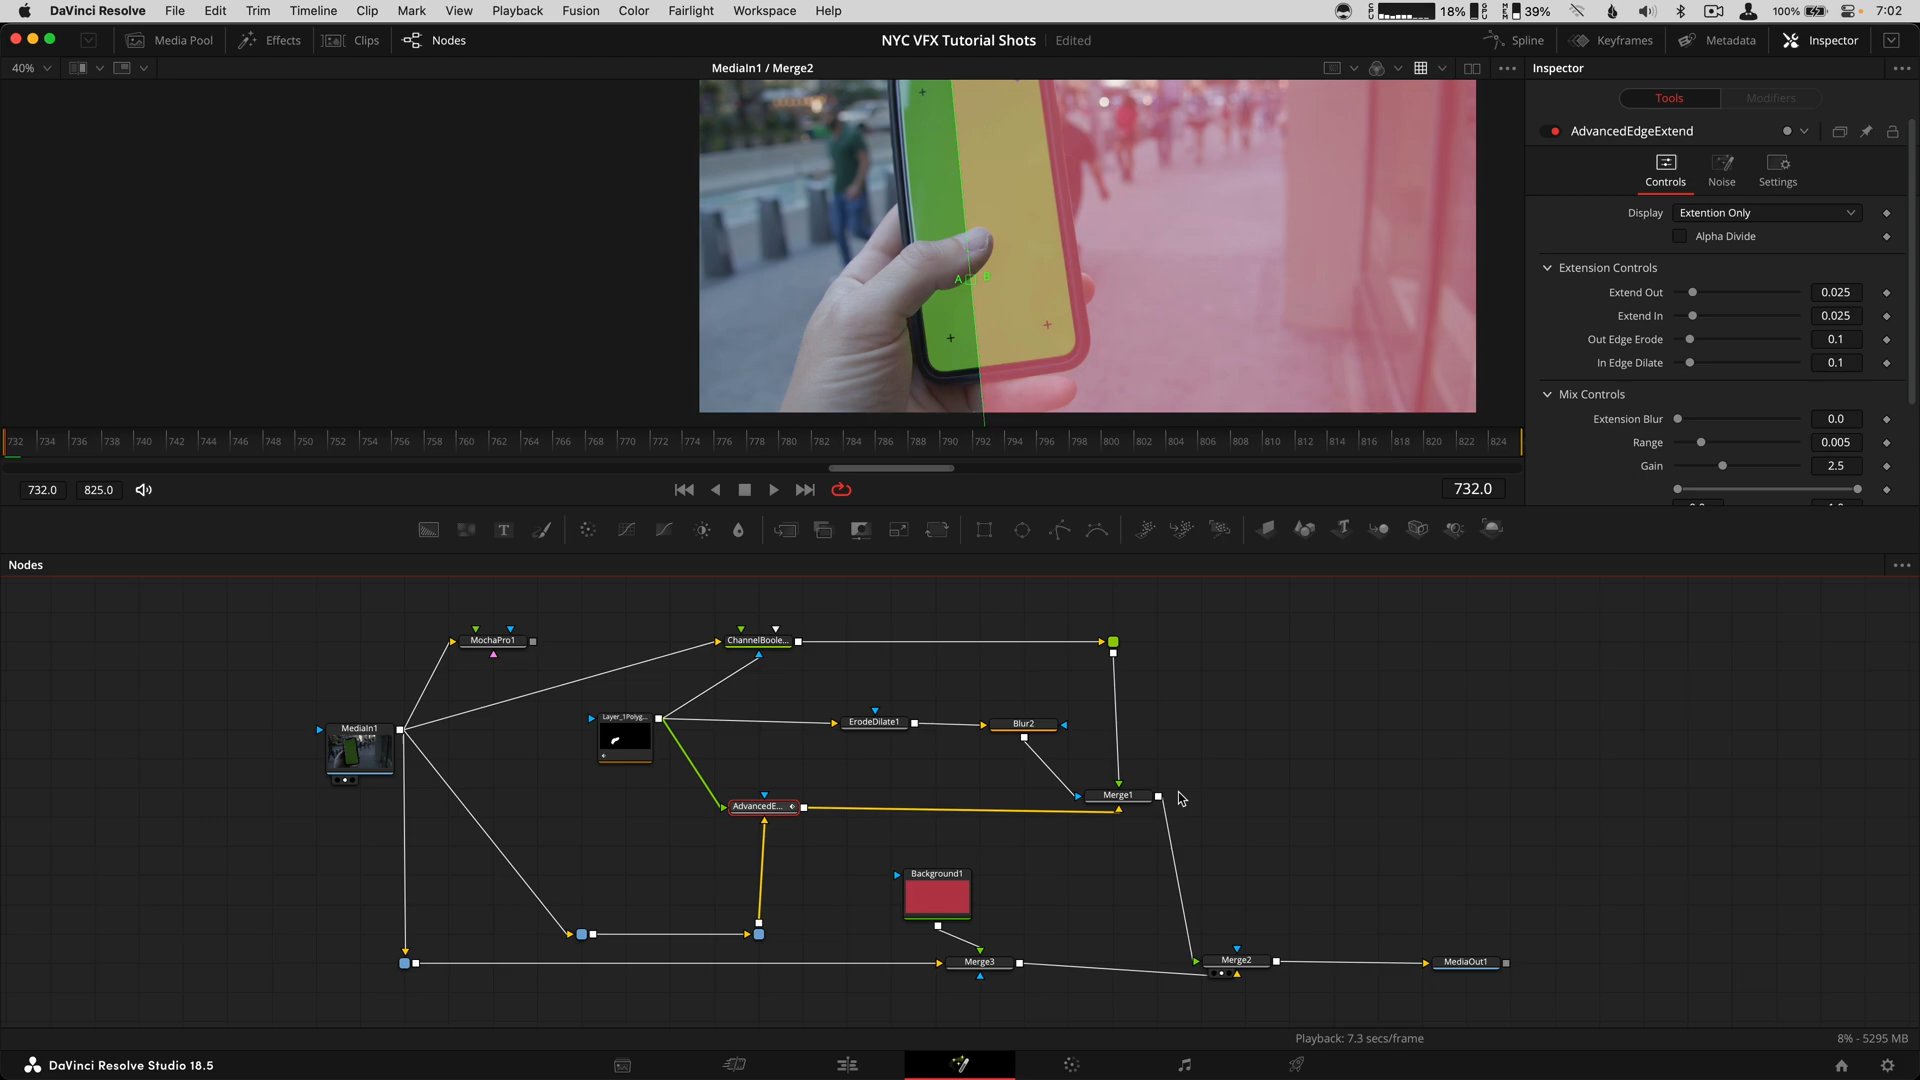 DaVinci Resolve File Edit Trim Timeline Clip Mark View Playback Fusion Color Fairlight Workspace Help 18% 39% 100% 7:02
Media Pool Effects Clips Nodes NYC VFX Tutorial Shots Edited Spline Keyframes Metadata Inspector
40% MediaIn1 / Merge2 Inspector
Tools Modifiers
AdvancedEdgeExtend
Controls Noise Settings
Display Extention Only
Alpha Divide
Extension Controls
Extend Out 0.025
Extend In 0.025
Out Edge Erode 0.1
In Edge Dilate 0.1
Mix Controls
Extension Blur 0.0
Range 0.005
Gain 2.5
A B
732 734 736 738 740 742 744 746 748 750 752 754 756 758 760 762 764 766 768 770 772 774 776 778 780 782 784 786 788 790 792 794 796 798 800 802 804 806 808 810 812 814 816 818 820 822 824
732.0 825.0 732.0
Nodes
MochaPro1 ChannelBoole...
MediaIn1 Layer_1Polyg... ErodeDilate1 Blur2
AdvancedE... Merge1
Background1
Merge3 Merge2 MediaOut1
Playback: 7.3 secs/frame 8% - 5295 MB
DaVinci Resolve Studio 18.5